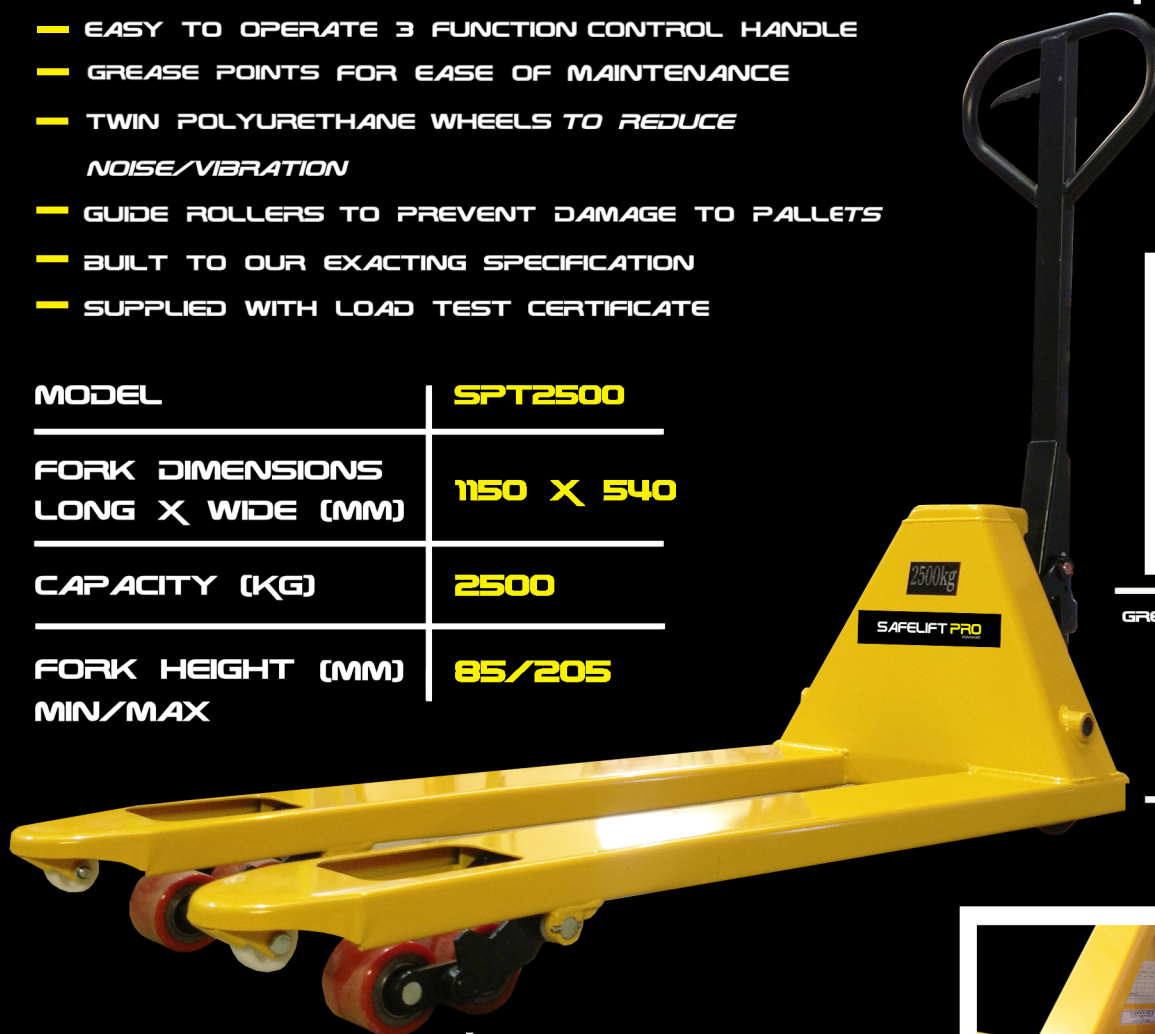 EASY TO OPERATE 3 FUNCTION CONTROL HANDLE
GREASE POINTS FOR EASE OF MAINTENANCE
TWIN POLYURETHANE WHEELS TO REDUCE
NOISE/VIBRATION
GUIDE ROLLERS TO PREVENT DAMAGE TO PALLETS
BUILT TO OUR EXACTING SPECIFICATION
SUPPLIED WITH LOAD TEST CERTIFICATE
MODEL SPT2500
FORK DIMENSIONS
LONG X WIDE (MM) 1150 X 540
CAPACITY (KG) 2500
FORK HEIGHT (MM) 85/205
MIN/MAX
2500kg
SAFELIFT PRO
RANGE
GRE